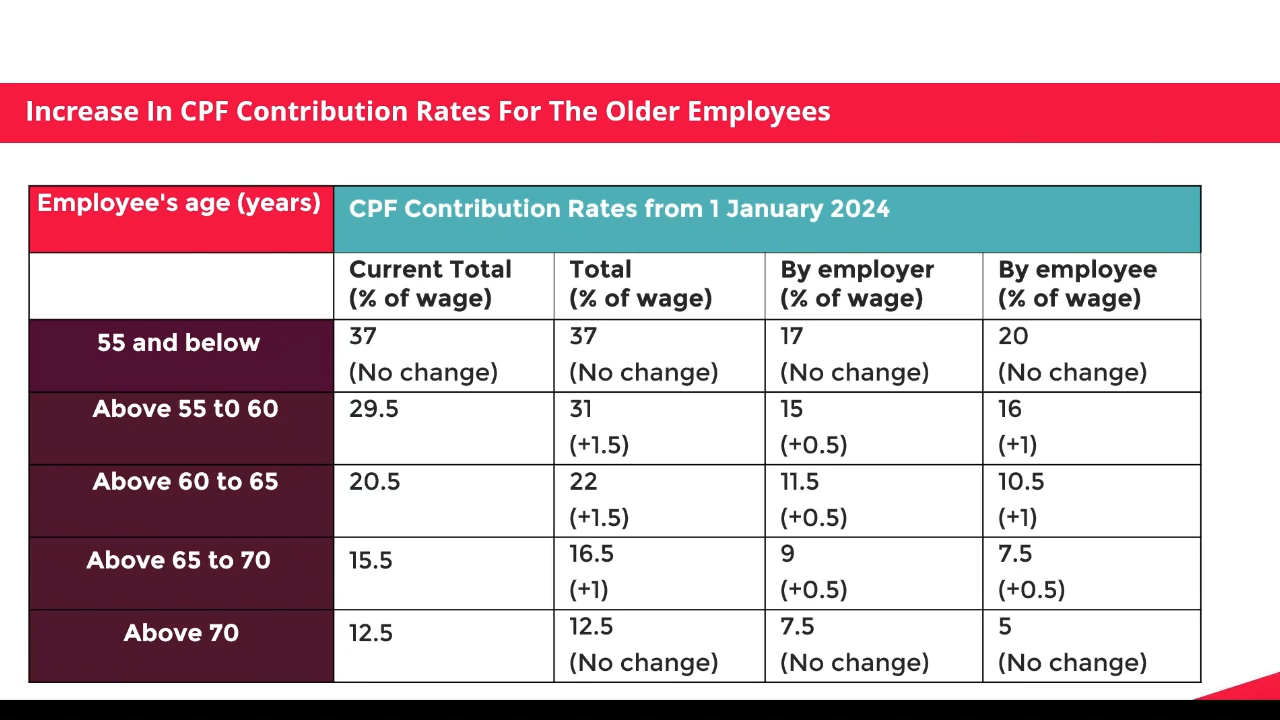 Increase In CPF Contribution Rates For The Older Employees
Employee's age (years)
CPF Contribution Rates from 1 January 2024
Current Total
(% of wage)
Total
(% of wage)
By employer
(% of wage)
By employee
(% of wage)
55 and below
37
(No change)
37
(No change)
17
(No change)
20
(No change)
Above 55 t0 60
29.5
31
(+1.5)
15
(+0.5)
16
(+1)
Above 60 to 65
20.5
22
(+1.5)
11.5
(+0.5)
10.5
(+1)
Above 65 to 70
15.5
16.5
(+1)
9
(+0.5)
7.5
(+0.5)
Above 70
12.5
12.5
(No change)
7.5
(No change)
5
(No change)